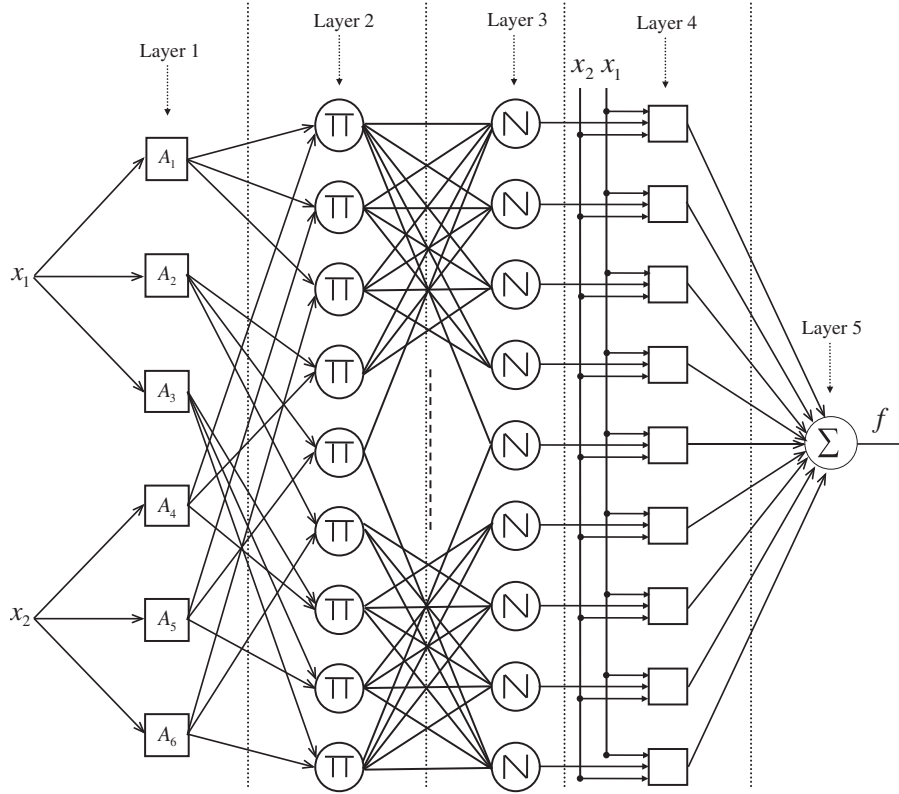 Layer 1
Layer 2
Layer 3
Layer 4
Layer 5
x₂ x₁
x₁
x₂
A₁
A₂
A₃
A₄
A₅
A₆
Π
Π
Π
Π
Π
Π
Π
Π
Π
N
N
N
N
N
N
N
N
N
Σ
f